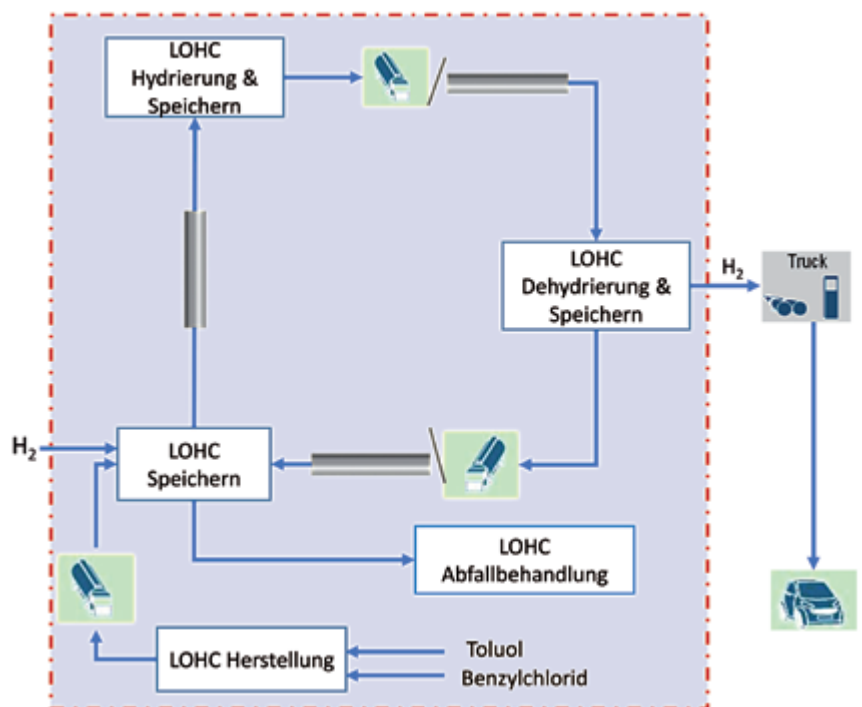 LOHC
Hydrierung &
Speichern
LOHC
Dehydrierung &
Speichern
H₂
Truck
H₂
LOHC
Speichern
LOHC
Abfallbehandlung
LOHC Herstellung
Toluol
Benzylchlorid